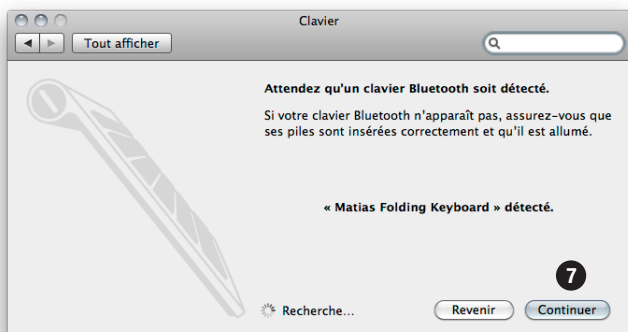 Clavier
Tout afficher
Attendez qu'un clavier Bluetooth soit détecté.
Si votre clavier Bluetooth n'apparaît pas, assurez-vous que
ses piles sont insérées correctement et qu'il est allumé.
« Matias Folding Keyboard » détecté.
7
Recherche...
Revenir
Continuer